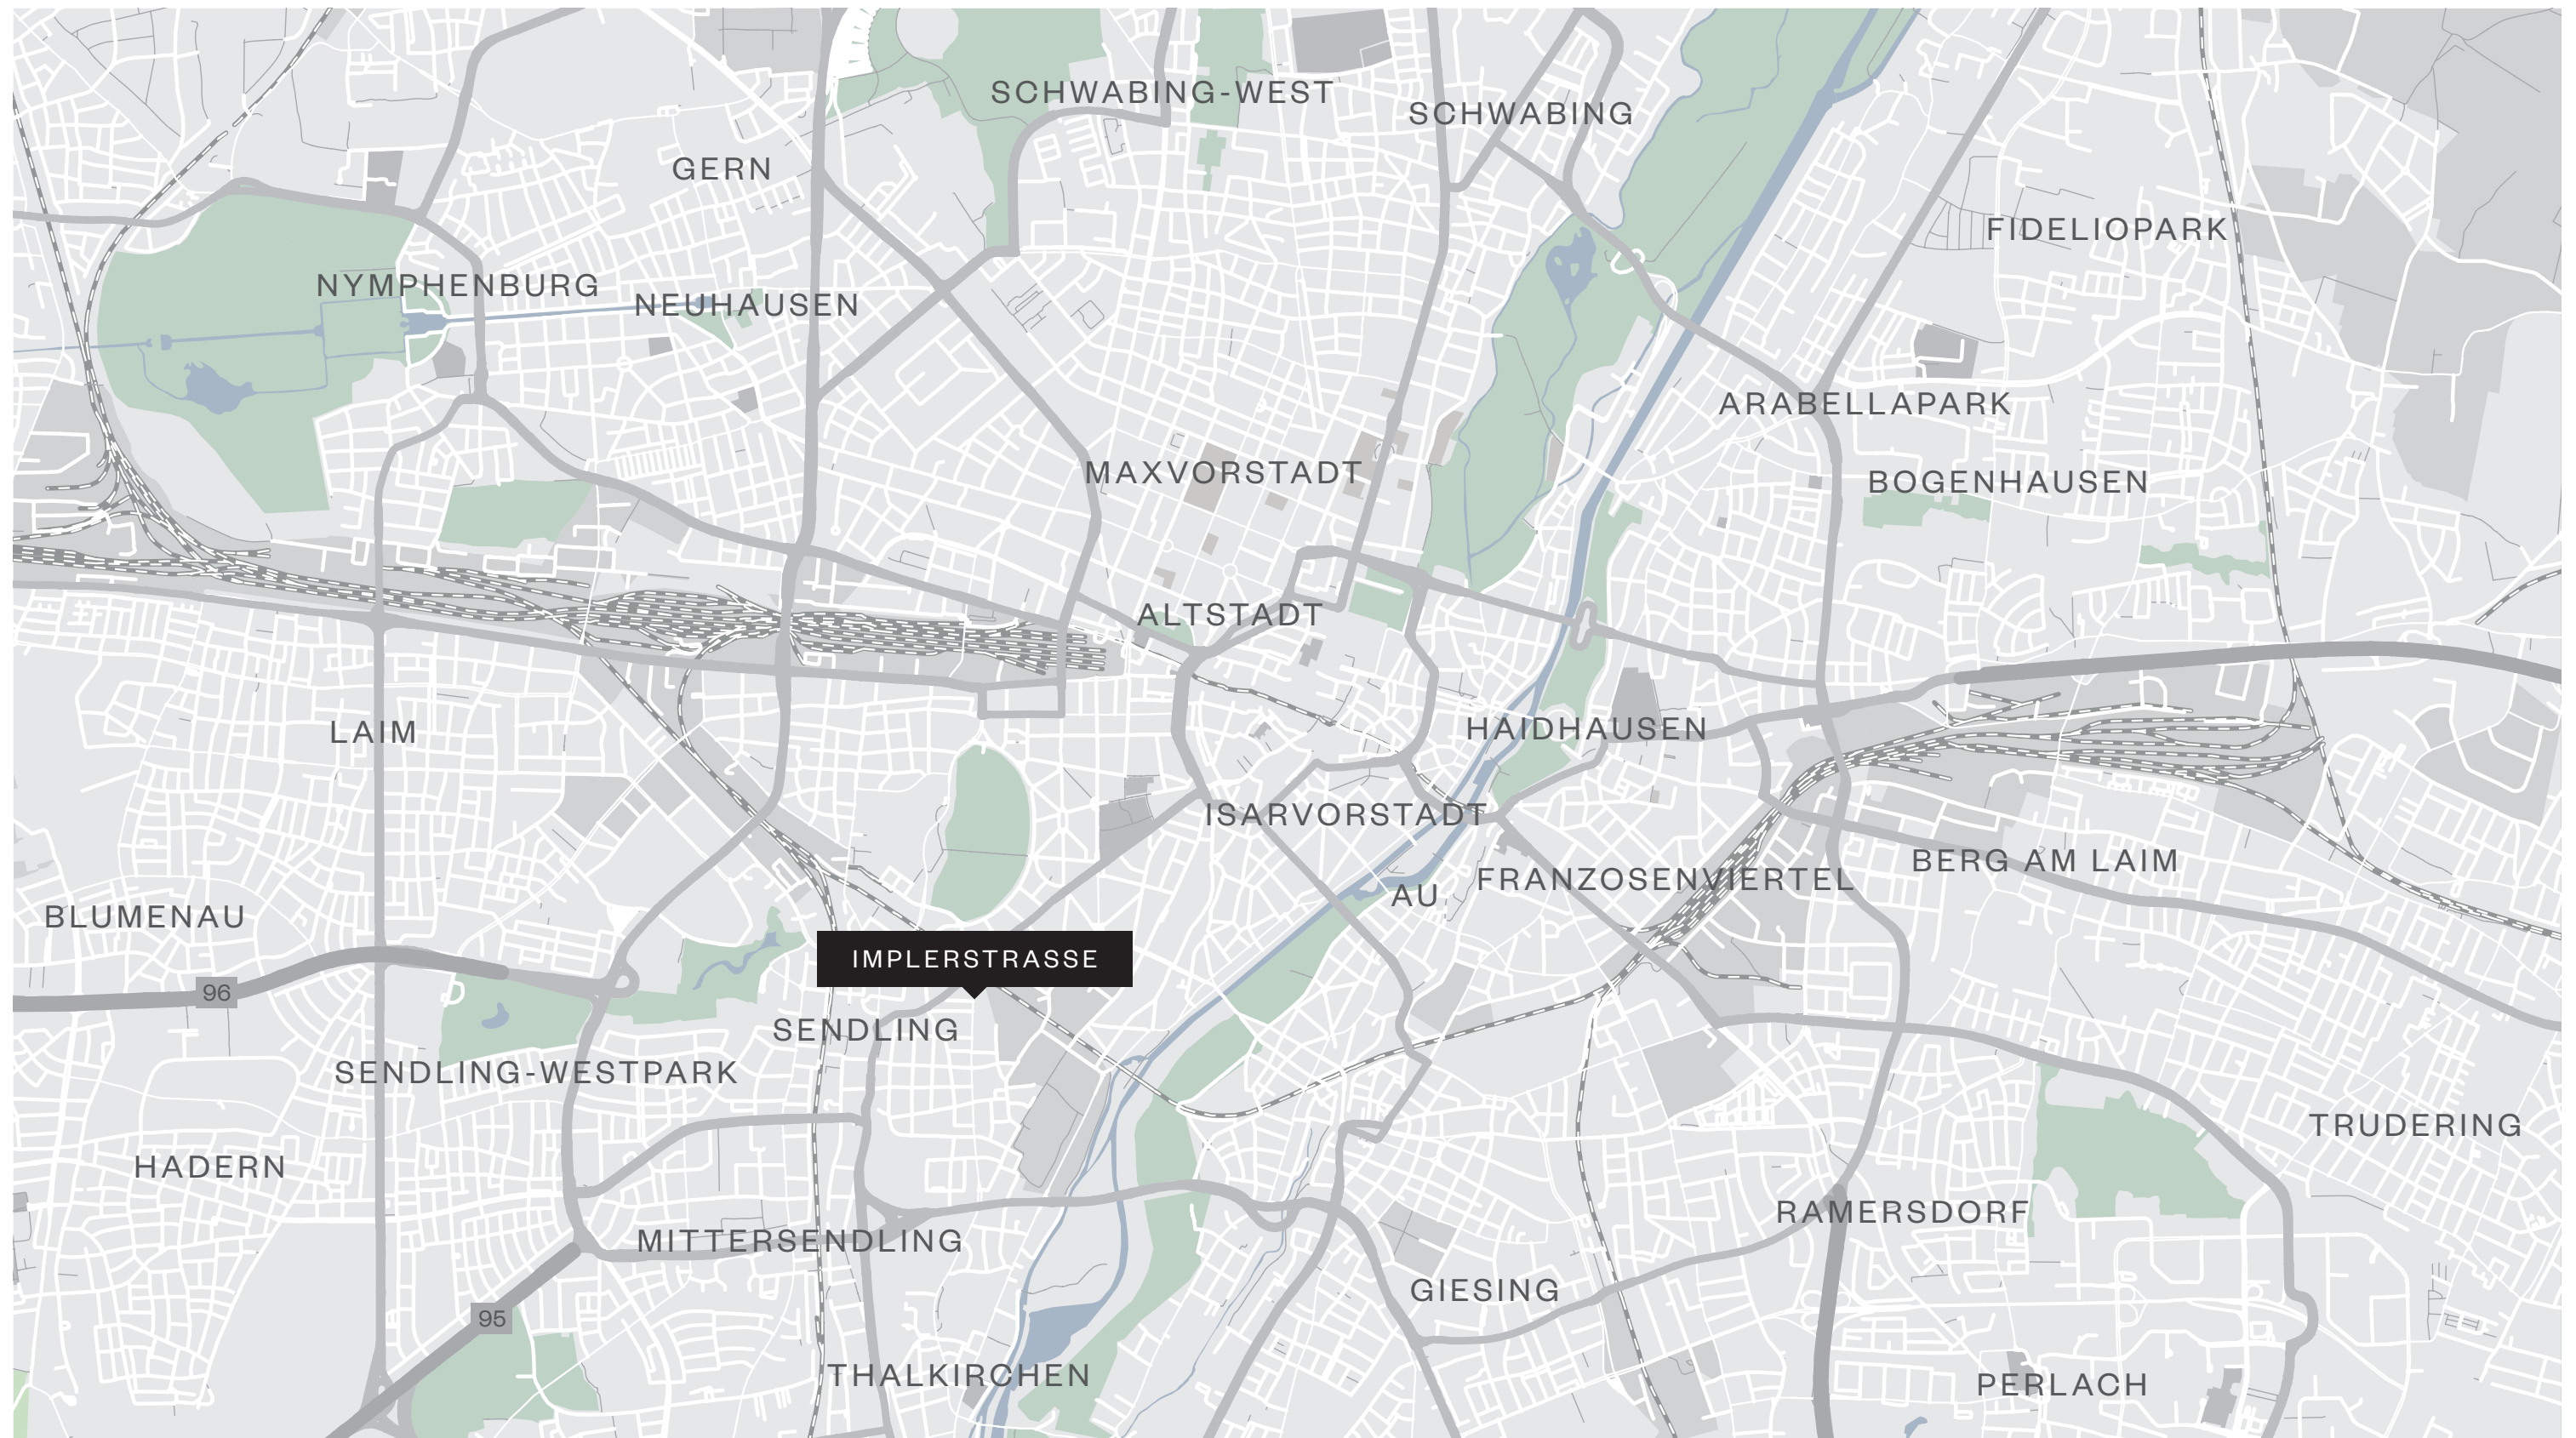 SCHWABING-WEST
SCHWABING
GERN
FIDELIOPARK
NYMPHENBURG
NEUHAUSEN
ARABELLAPARK
MAXVORSTADT
BOGENHAUSEN
ALTSTADT
LAIM
HAIDHAUSEN
ISARVORSTADT
BERG AM LAIM
FRANZOSENVIERTEL
AU
BLUMENAU
IMPLERSTRASSE
96
SENDLING
SENDLING-WESTPARK
TRUDERING
HADERN
RAMERSDORF
MITTERSENDLING
GIESING
95
THALKIRCHEN
PERLACH